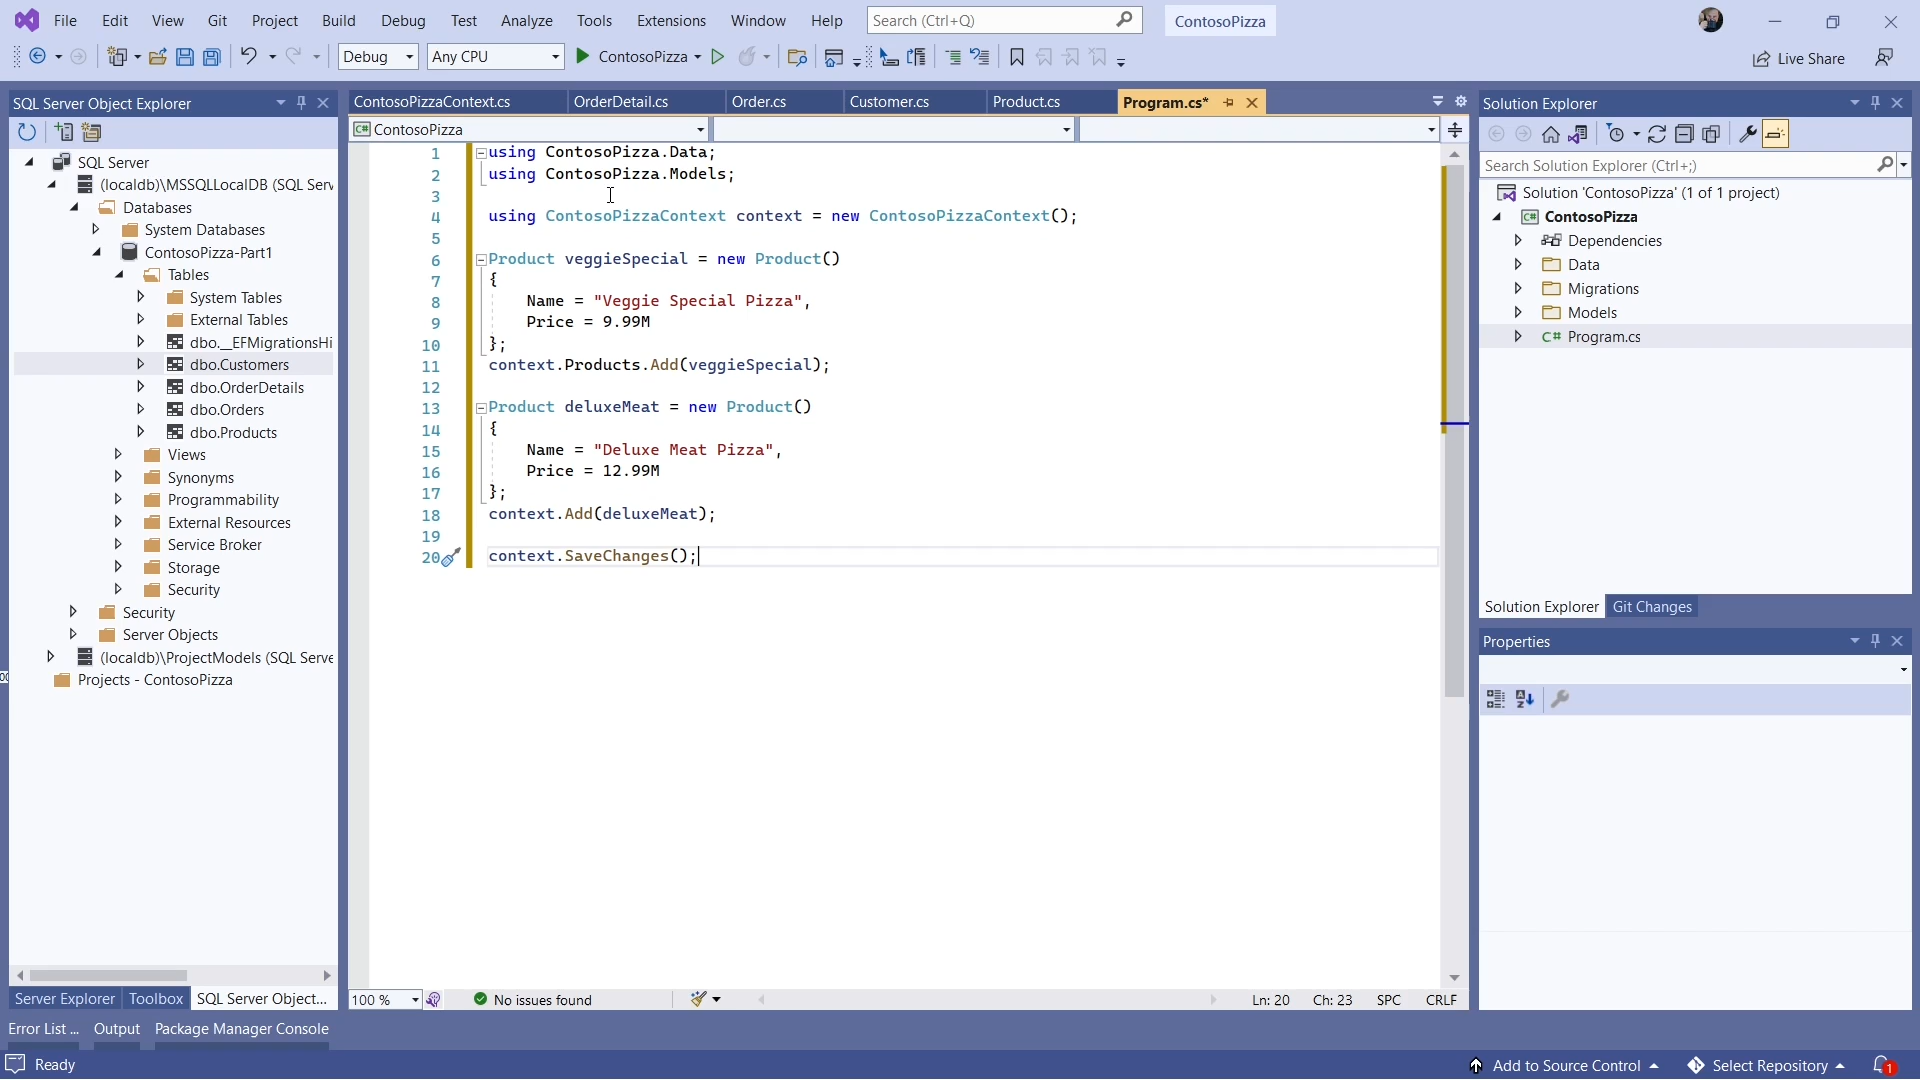 File Edit View Git Project Build Debug Test Analyze Tools Extensions Window Help Search (Ctrl+Q) ContosoPizza
Debug Any CPU ContosoPizza Live Share
SQL Server Object Explorer
SQL Server
(localdb)\MSSQLLocalDB (SQL Serv
Databases
System Databases
ContosoPizza-Part1
Tables
System Tables
External Tables
dbo.__EFMigrationsHi
dbo.Customers
dbo.OrderDetails
dbo.Orders
dbo.Products
Views
Synonyms
Programmability
External Resources
Service Broker
Storage
Security
Security
Server Objects
(localdb)\ProjectModels (SQL Serve
Projects - ContosoPizza
Server Explorer Toolbox SQL Server Object...
ContosoPizzaContext.cs OrderDetail.cs Order.cs Customer.cs Product.cs Program.cs*
C# ContosoPizza
1 using ContosoPizza.Data;
2 using ContosoPizza.Models;
3
4 using ContosoPizzaContext context = new ContosoPizzaContext();
5
6 Product veggieSpecial = new Product()
7 {
8 Name = "Veggie Special Pizza",
9 Price = 9.99M
10 };
11 context.Products.Add(veggieSpecial);
12
13 Product deluxeMeat = new Product()
14 {
15 Name = "Deluxe Meat Pizza",
16 Price = 12.99M
17 };
18 context.Add(deluxeMeat);
19
20 context.SaveChanges();
100 % No issues found Ln: 20 Ch: 23 SPC CRLF
Solution Explorer
Search Solution Explorer (Ctrl+;)
Solution 'ContosoPizza' (1 of 1 project)
C# ContosoPizza
Dependencies
Data
Migrations
Models
C# Program.cs
Solution Explorer Git Changes
Properties
Error List ... Output Package Manager Console
Ready Add to Source Control Select Repository 1